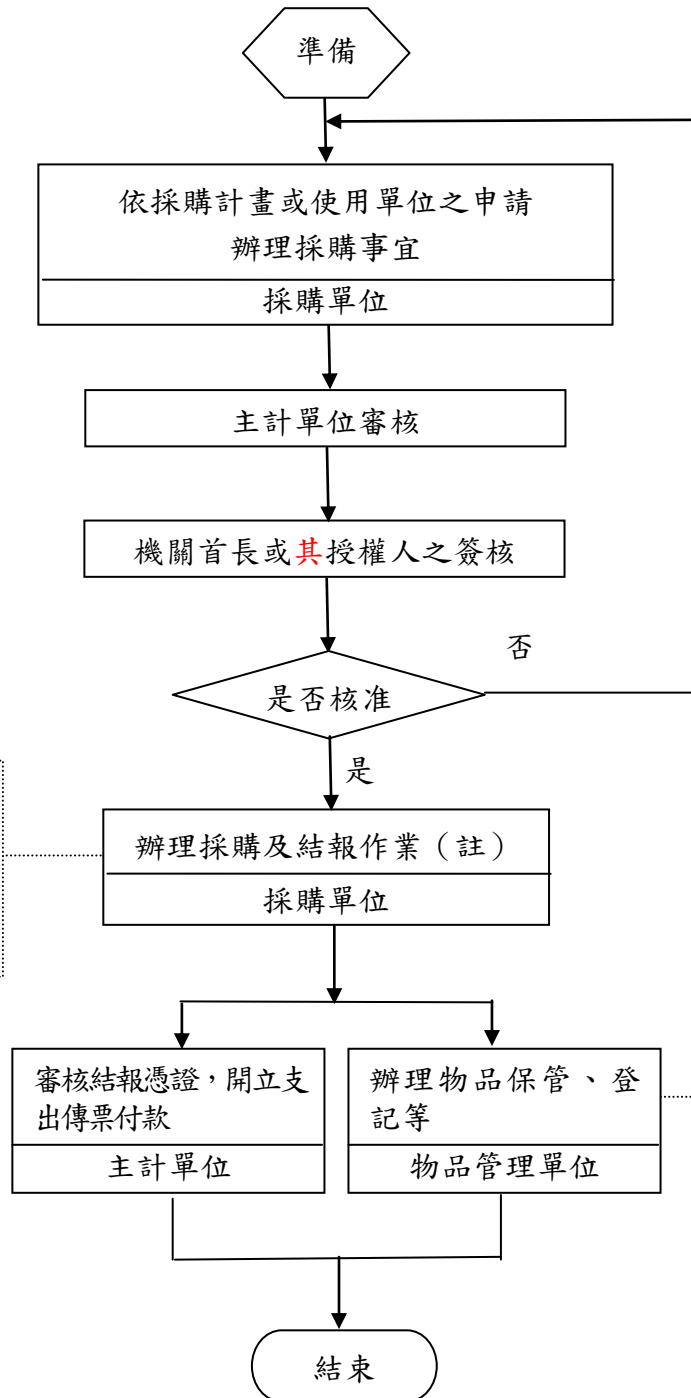 準備
依採購計畫或使用單位之申請
辦理採購事宜
採購單位
主計單位審核
機關首長或其授權人之簽核
否
是否核准
是
辦理採購及結報作業（註）
採購單位
審核結報憑證，開立支
出傳票付款
主計單位
辦理物品保管、登
記等
物品管理單位
結束